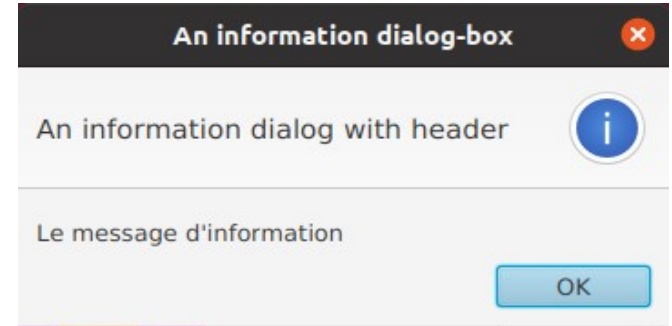 An information dialog-box
An information dialog with header
i
Le message d'information
OK